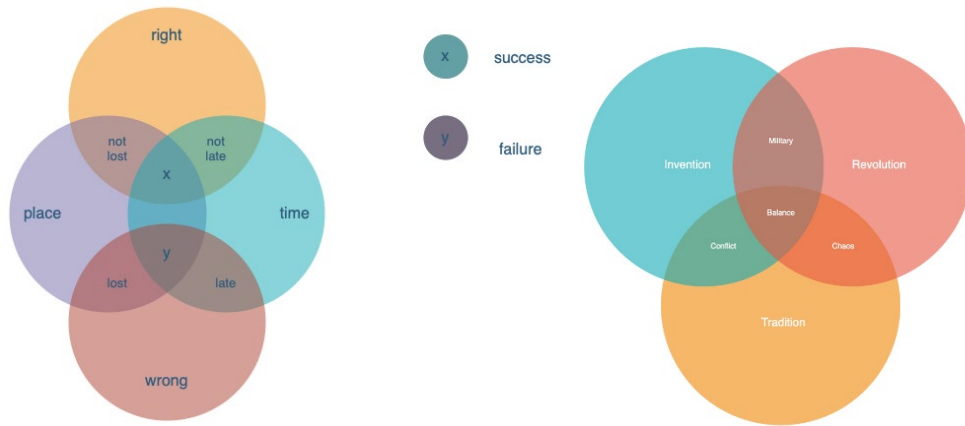 right
not
lost
not
late
x
place
time
y
lost
late
wrong
x
success
y
failure
Military
Invention
Revolution
Balance
Conflict
Chaos
Tradition